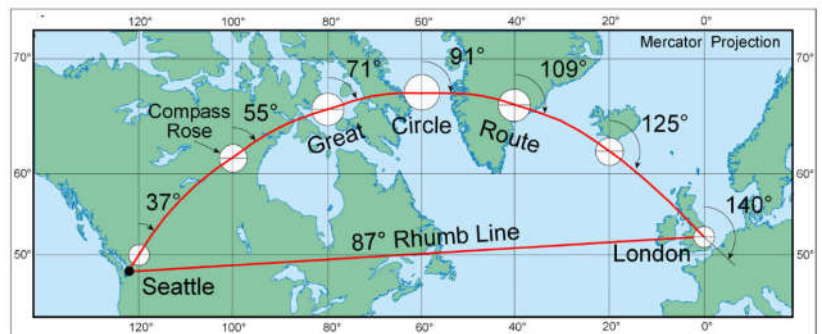 120° 100° 80° 60° 40° 20° 0°
Mercator Projection
70° 70°
91°
71° 109°
Compass
Rose
55°
Great Circle Route
125°
60° 60°
37°
140°
87° Rhumb Line
50° 50°
London
Seattle
120° 100° 80° 60° 40° 20° 0°